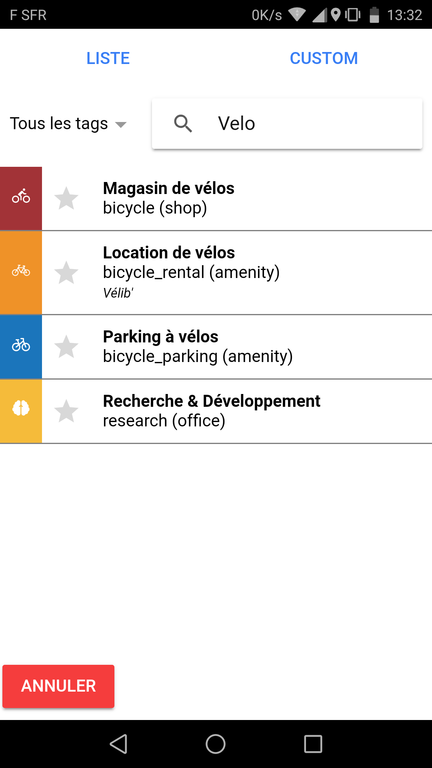 F SFR 0K/s 13:32
LISTE CUSTOM
Tous les tags Velo
Magasin de vélos
bicycle (shop)
Location de vélos
bicycle_rental (amenity)
Vélib'
Parking à vélos
bicycle_parking (amenity)
Recherche & Développement
research (office)
ANNULER